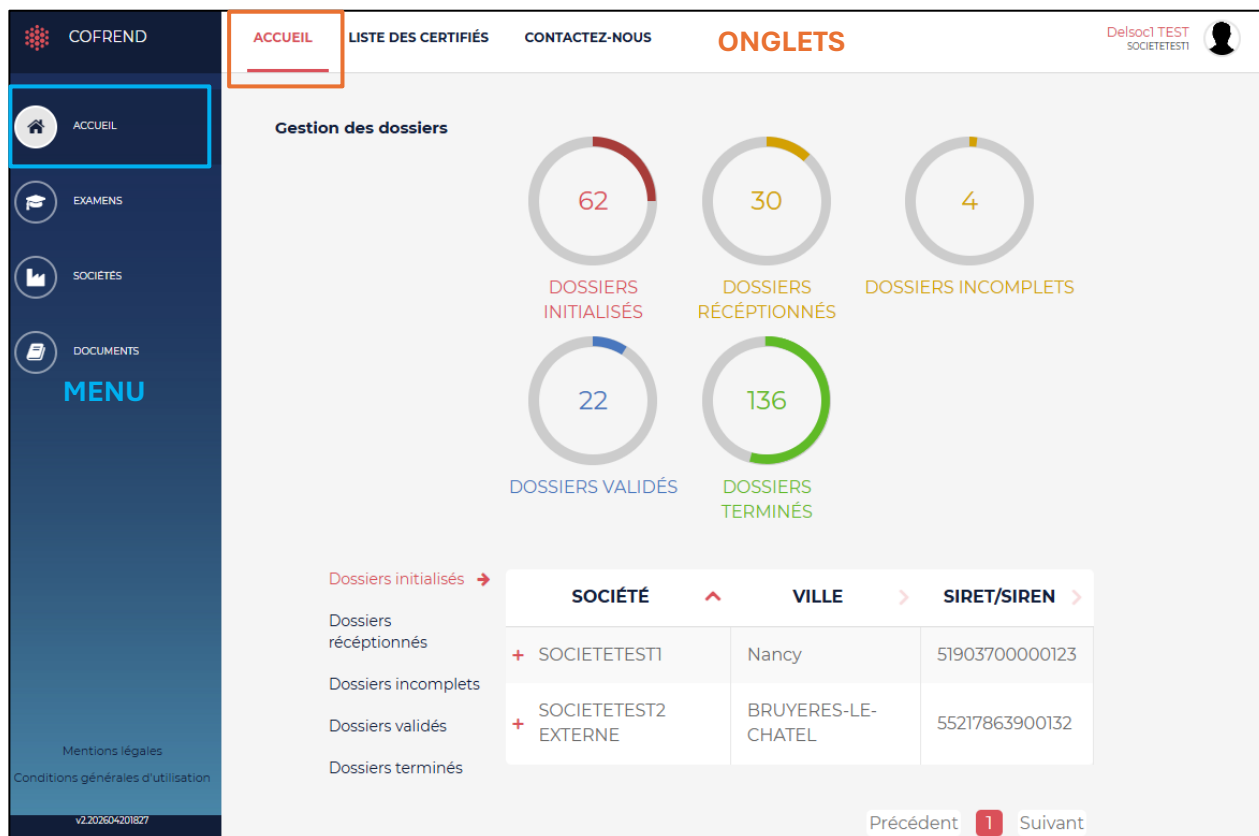 COFREND
ACCUEIL
LISTE DES CERTIFIÉS
CONTACTEZ-NOUS
ONGLETS
Delsoc1 TEST
SOCIETETEST1
ACCUEIL
EXAMENS
SOCIÉTÉS
DOCUMENTS
MENU
Mentions légales
Conditions générales d'utilisation
v2.202604201827
Gestion des dossiers
62
DOSSIERS
INITIALISÉS
30
DOSSIERS
RÉCÉPTIONNÉS
4
DOSSIERS INCOMPLETS
22
DOSSIERS VALIDÉS
136
DOSSIERS
TERMINÉS
Dossiers initialisés
Dossiers
récéptionnés
Dossiers incomplets
Dossiers validés
Dossiers terminés
SOCIÉTÉ VILLE SIRET/SIREN
+ SOCIETETEST1 Nancy 51903700000123
+ SOCIETETEST2
EXTERNE
BRUYERES-LE-
CHATEL
55217863900132
Précédent 1 Suivant